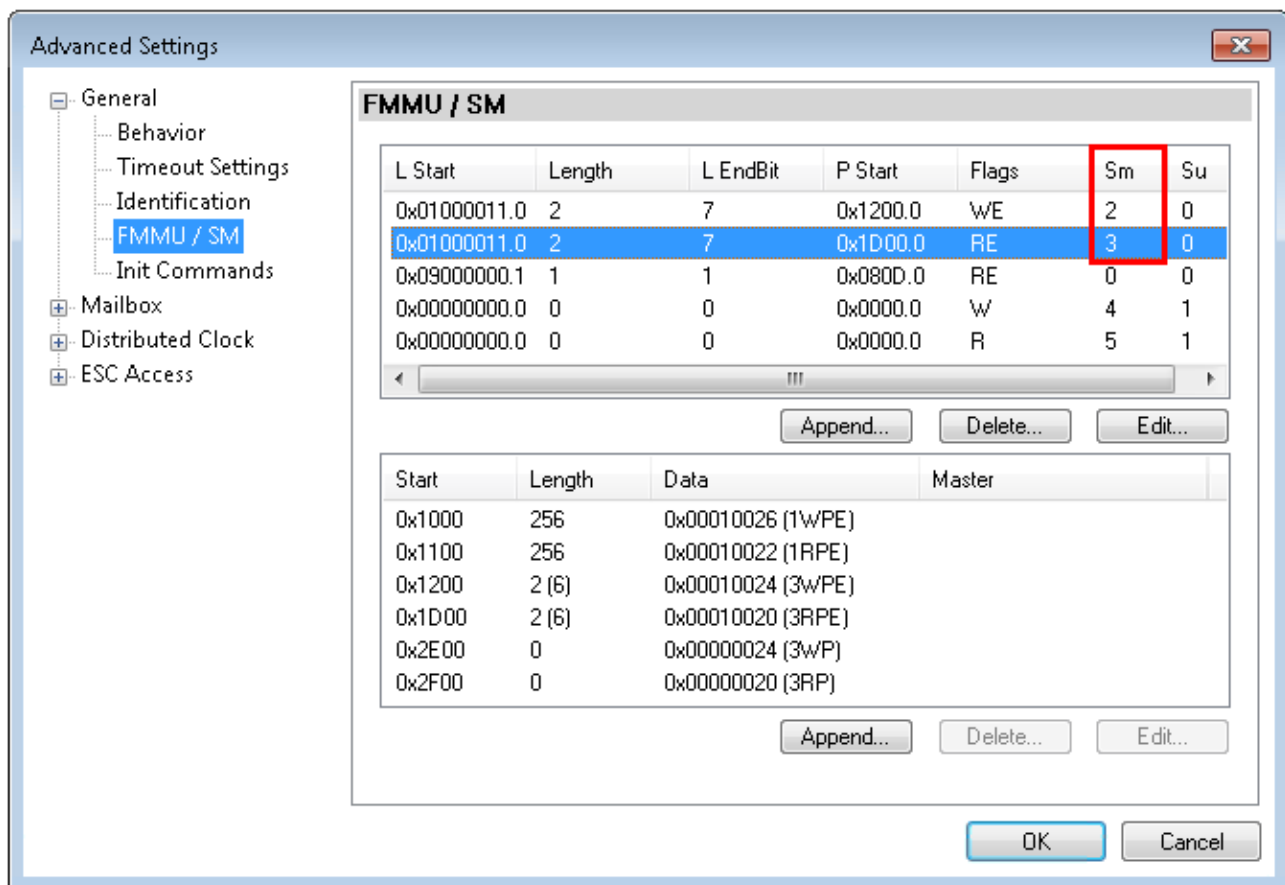 Advanced Settings
General
Behavior
Timeout Settings
Identification
FMMU / SM
Init Commands
Mailbox
Distributed Clock
ESC Access
FMMU / SM
L Start Length L EndBit P Start Flags Sm Su
0x01000011.0 2 7 0x1200.0 WE 2 0
0x01000011.0 2 7 0x1D00.0 RE 3 0
0x09000000.1 1 1 0x080D.0 RE 0 0
0x00000000.0 0 0 0x0000.0 W 4 1
0x00000000.0 0 0 0x0000.0 R 5 1
Append... Delete... Edit...
Start Length Data Master
0x1000 256 0x00010026 (1WPE)
0x1100 256 0x00010022 (1RPE)
0x1200 2 (6) 0x00010024 (3WPE)
0x1D00 2 (6) 0x00010020 (3RPE)
0x2E00 0 0x00000024 (3WP)
0x2F00 0 0x00000020 (3RP)
Append... Delete... Edit...
OK Cancel